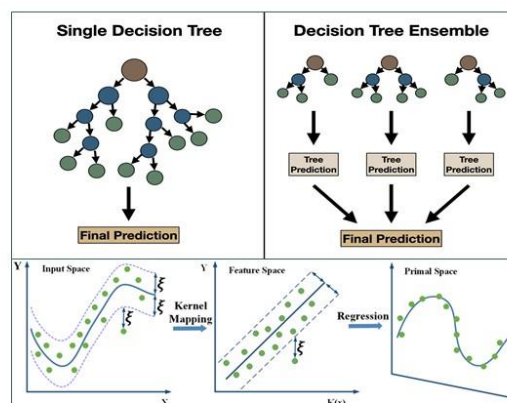 Single Decision Tree
Decision Tree Ensemble
Tree
Prediction
Tree
Prediction
Tree
Prediction
Final Prediction
Final Prediction
Y
Input Space
ξ
ξ
ξ
X
Kernel
Mapping
Y
Feature Space
ξ
K(x)
Regression
Primal Space